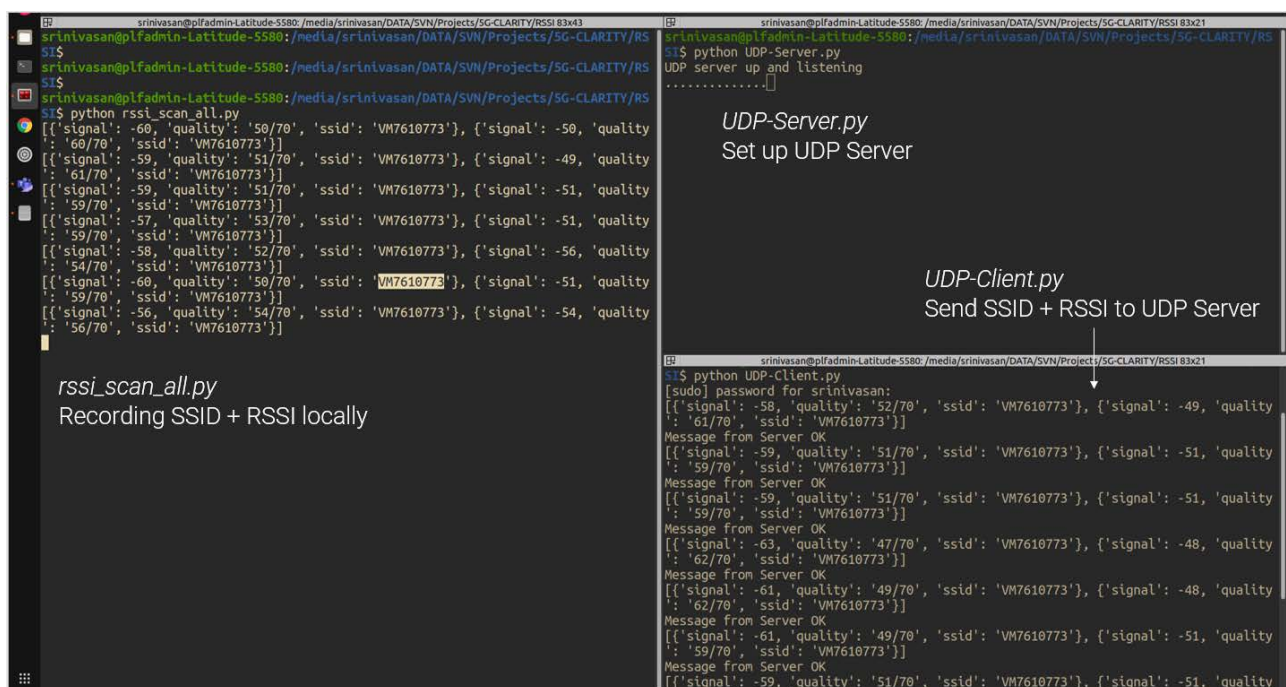 srinivasan@plfadmin-Latitude-5580: /media/srinivasan/DATA/SVN/Projects/5G-CLARITY/RSSI 83x43
srinivasan@plfadmin-Latitude-5580:/media/srinivasan/DATA/SVN/Projects/5G-CLARITY/RS
SI$
srinivasan@plfadmin-Latitude-5580:/media/srinivasan/DATA/SVN/Projects/5G-CLARITY/RS
SI$
srinivasan@plfadmin-Latitude-5580:/media/srinivasan/DATA/SVN/Projects/5G-CLARITY/RS
SI$ python rssi_scan_all.py
[{'signal': -60, 'quality': '50/70', 'ssid': 'VM7610773'}, {'signal': -50, 'quality
': '60/70', 'ssid': 'VM7610773'}]
[{'signal': -59, 'quality': '51/70', 'ssid': 'VM7610773'}, {'signal': -49, 'quality
': '61/70', 'ssid': 'VM7610773'}]
[{'signal': -59, 'quality': '51/70', 'ssid': 'VM7610773'}, {'signal': -51, 'quality
': '59/70', 'ssid': 'VM7610773'}]
[{'signal': -57, 'quality': '53/70', 'ssid': 'VM7610773'}, {'signal': -51, 'quality
': '59/70', 'ssid': 'VM7610773'}]
[{'signal': -58, 'quality': '52/70', 'ssid': 'VM7610773'}, {'signal': -56, 'quality
': '54/70', 'ssid': 'VM7610773'}]
[{'signal': -60, 'quality': '50/70', 'ssid': 'VM7610773'}, {'signal': -51, 'quality
': '59/70', 'ssid': 'VM7610773'}]
[{'signal': -56, 'quality': '54/70', 'ssid': 'VM7610773'}, {'signal': -54, 'quality
': '56/70', 'ssid': 'VM7610773'}]
rssi_scan_all.py
Recording SSID + RSSI locally
srinivasan@plfadmin-Latitude-5580: /media/srinivasan/DATA/SVN/Projects/5G-CLARITY/RSSI 83x21
srinivasan@plfadmin-Latitude-5580:/media/srinivasan/DATA/SVN/Projects/5G-CLARITY/RS
SI$ python UDP-Server.py
UDP server up and listening
..............
UDP-Server.py
Set up UDP Server
UDP-Client.py
Send SSID + RSSI to UDP Server
srinivasan@plfadmin-Latitude-5580: /media/srinivasan/DATA/SVN/Projects/5G-CLARITY/RSSI 83x21
SI$ python UDP-Client.py
[sudo] password for srinivasan:
[{'signal': -58, 'quality': '52/70', 'ssid': 'VM7610773'}, {'signal': -49, 'quality
': '61/70', 'ssid': 'VM7610773'}]
Message from Server OK
[{'signal': -59, 'quality': '51/70', 'ssid': 'VM7610773'}, {'signal': -51, 'quality
': '59/70', 'ssid': 'VM7610773'}]
Message from Server OK
[{'signal': -59, 'quality': '51/70', 'ssid': 'VM7610773'}, {'signal': -51, 'quality
': '59/70', 'ssid': 'VM7610773'}]
Message from Server OK
[{'signal': -63, 'quality': '47/70', 'ssid': 'VM7610773'}, {'signal': -48, 'quality
': '62/70', 'ssid': 'VM7610773'}]
Message from Server OK
[{'signal': -61, 'quality': '49/70', 'ssid': 'VM7610773'}, {'signal': -48, 'quality
': '62/70', 'ssid': 'VM7610773'}]
Message from Server OK
[{'signal': -61, 'quality': '49/70', 'ssid': 'VM7610773'}, {'signal': -51, 'quality
': '59/70', 'ssid': 'VM7610773'}]
Message from Server OK
[{'signal': -59, 'quality': '51/70', 'ssid': 'VM7610773'}, {'signal': -51, 'quality